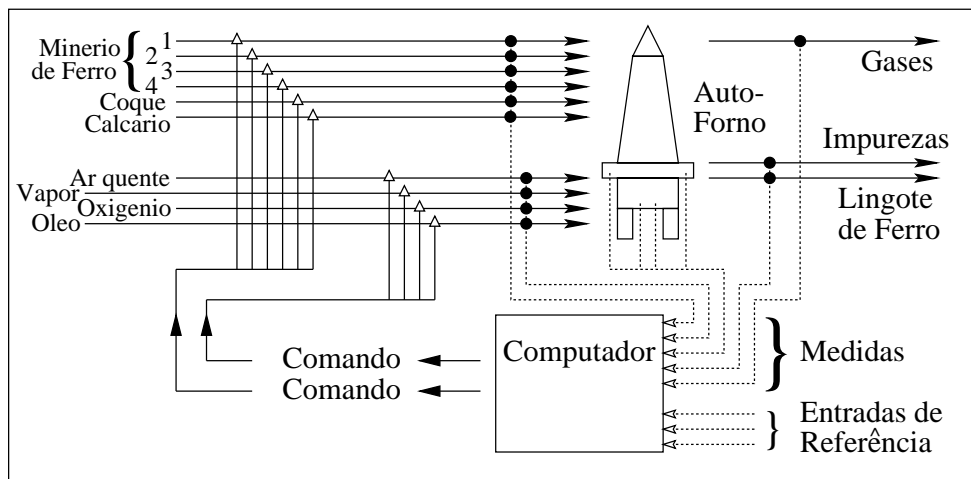 Minerio
de Ferro
1
2
3
4
Coque
Calcario
Ar quente
Vapor
Oxigenio
Oleo
Auto-
Forno
Gases
Impurezas
Lingote
de Ferro
Comando
Comando
Computador
Medidas
Entradas de
Referência